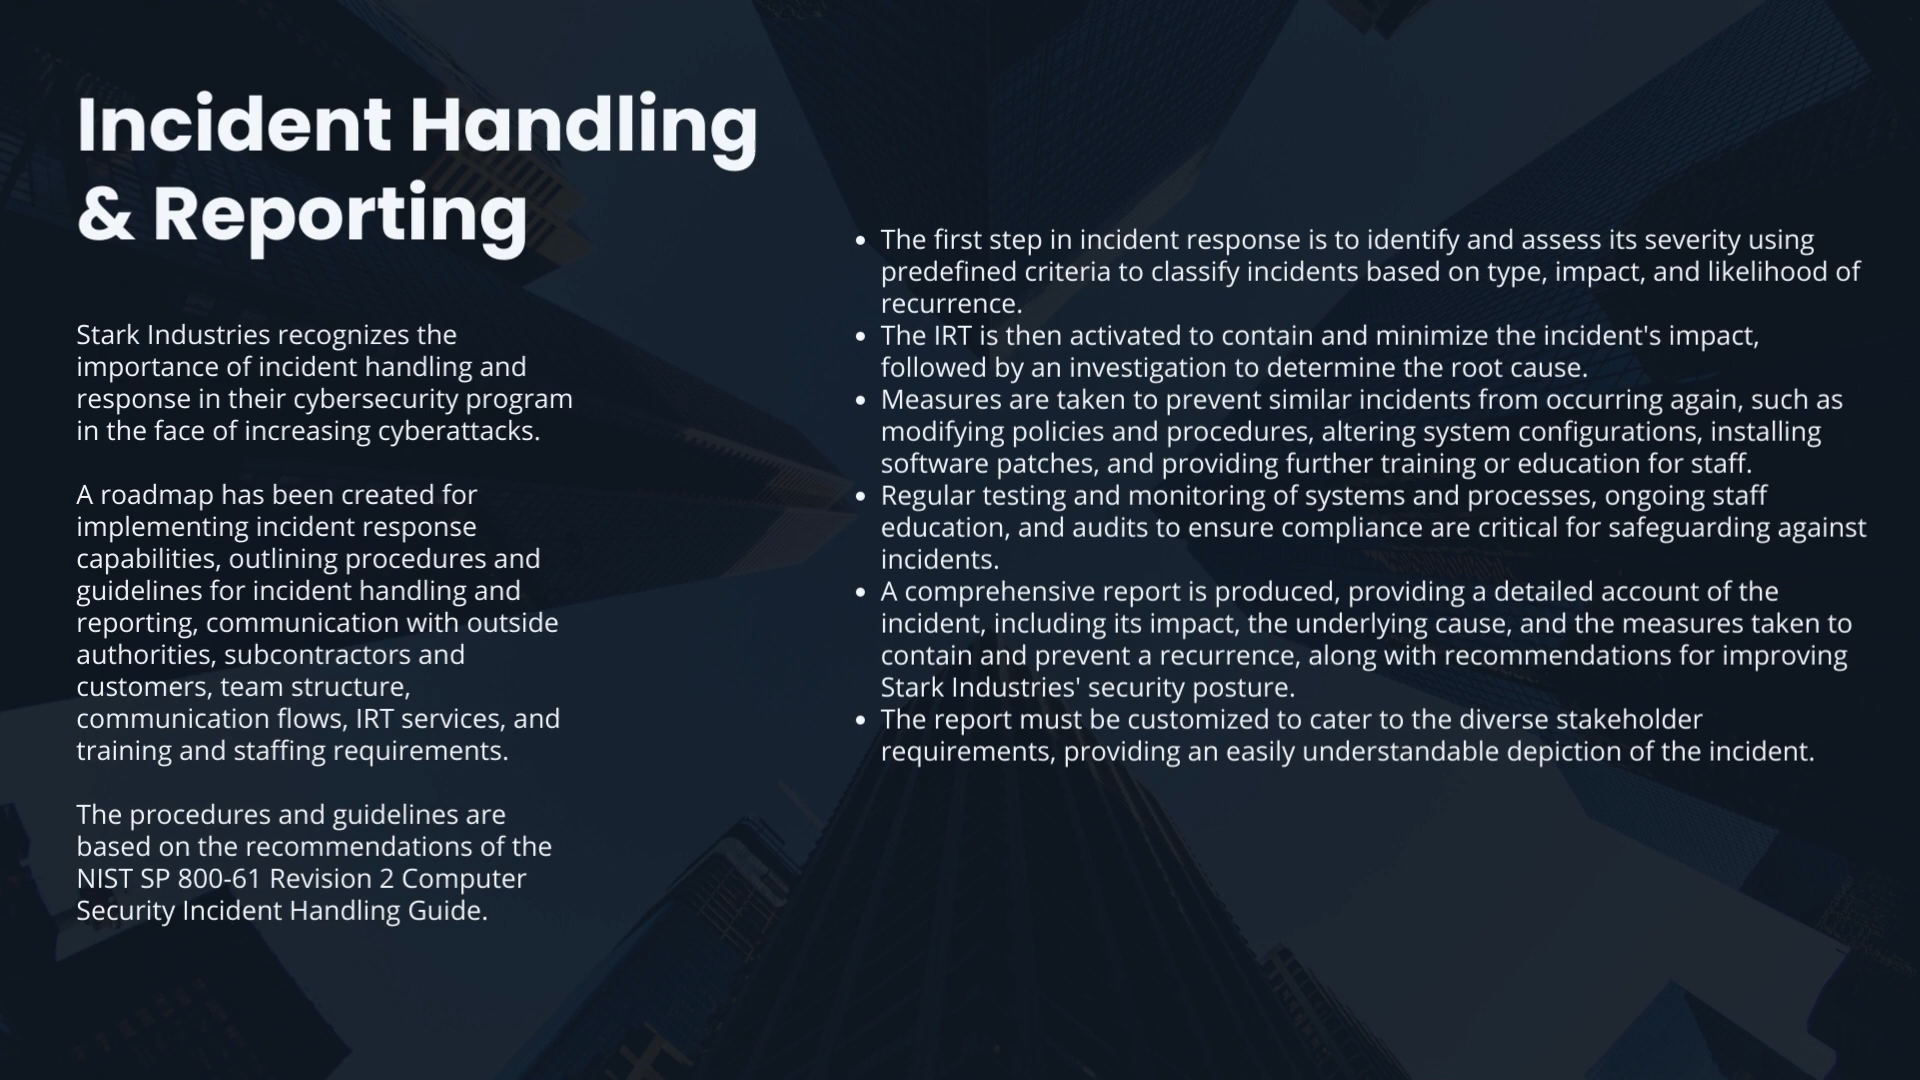 Incident Handling
& Reporting
Stark Industries recognizes the
importance of incident handling and
response in their cybersecurity program
in the face of increasing cyberattacks.
A roadmap has been created for
implementing incident response
capabilities, outlining procedures and
guidelines for incident handling and
reporting, communication with outside
authorities, subcontractors and
customers, team structure,
communication flows, IRT services, and
training and staffing requirements.
The procedures and guidelines are
based on the recommendations of the
NIST SP 800-61 Revision 2 Computer
Security Incident Handling Guide.
• The first step in incident response is to identify and assess its severity using
predefined criteria to classify incidents based on type, impact, and likelihood of
recurrence.
• The IRT is then activated to contain and minimize the incident's impact,
followed by an investigation to determine the root cause.
• Measures are taken to prevent similar incidents from occurring again, such as
modifying policies and procedures, altering system configurations, installing
software patches, and providing further training or education for staff.
• Regular testing and monitoring of systems and processes, ongoing staff
education, and audits to ensure compliance are critical for safeguarding against
incidents.
• A comprehensive report is produced, providing a detailed account of the
incident, including its impact, the underlying cause, and the measures taken to
contain and prevent a recurrence, along with recommendations for improving
Stark Industries' security posture.
• The report must be customized to cater to the diverse stakeholder
requirements, providing an easily understandable depiction of the incident.